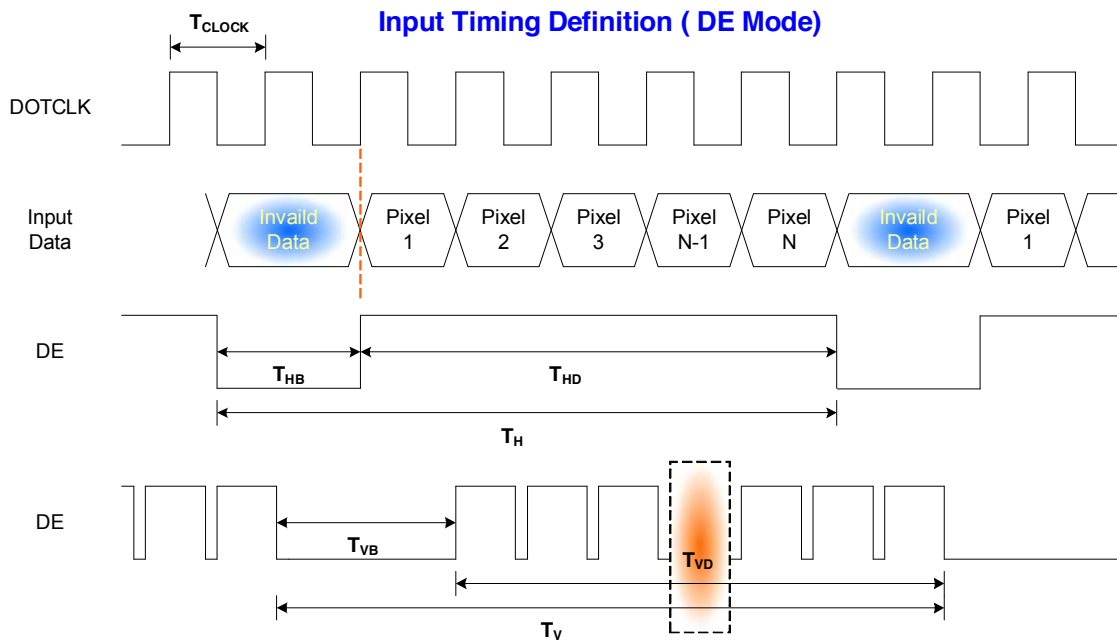 Input Timing Definition ( DE Mode)
TCLOCK
DOTCLK
Input
Data
Invaild
Data
Pixel
1
Pixel
2
Pixel
3
Pixel
N-1
Pixel
N
Invaild
Data
Pixel
1
DE
THB
THD
TH
DE
TVB
TVD
TV